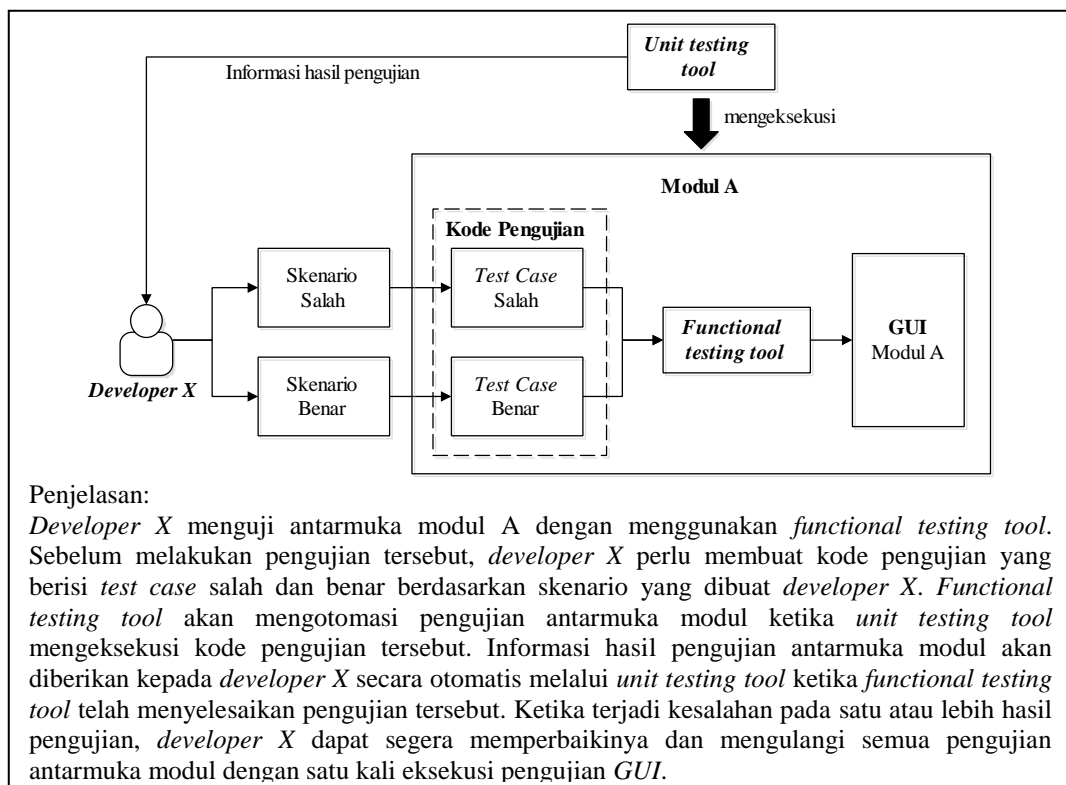 Unit testing
tool
Informasi hasil pengujian
mengeksekusi
Modul A
Kode Pengujian
Skenario
Salah
Test Case
Salah
Functional
testing tool
GUI
Modul A
Developer X
Skenario
Benar
Test Case
Benar
Penjelasan:
Developer X menguji antarmuka modul A dengan menggunakan functional testing tool.
Sebelum melakukan pengujian tersebut, developer X perlu membuat kode pengujian yang
berisi test case salah dan benar berdasarkan skenario yang dibuat developer X. Functional
testing tool akan mengotomasi pengujian antarmuka modul ketika unit testing tool
mengeksekusi kode pengujian tersebut. Informasi hasil pengujian antarmuka modul akan
diberikan kepada developer X secara otomatis melalui unit testing tool ketika functional testing
tool telah menyelesaikan pengujian tersebut. Ketika terjadi kesalahan pada satu atau lebih hasil
pengujian, developer X dapat segera memperbaikinya dan mengulangi semua pengujian
antarmuka modul dengan satu kali eksekusi pengujian GUI.